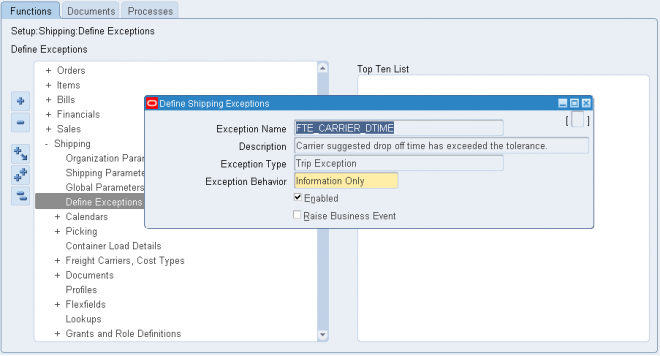 Functions Documents Processes
Setup:Shipping:Define Exceptions
Define Exceptions
Top Ten List
+ Orders
+ Items
+ Bills
+ Financials
+ Sales
- Shipping
Organization Para
Shipping Paramete
Global Parameters
Define Exceptions
+ Calendars
+ Picking
Container Load Details
+ Freight Carriers, Cost Types
+ Documents
Profiles
+ Flexfields
Lookups
+ Grants and Role Definitions
Define Shipping Exceptions
[ ]
Exception Name FTE_CARRIER_DTIME
Description Carrier suggested drop off time has exceeded the tolerance.
Exception Type Trip Exception
Exception Behavior Information Only
Enabled
Raise Business Event